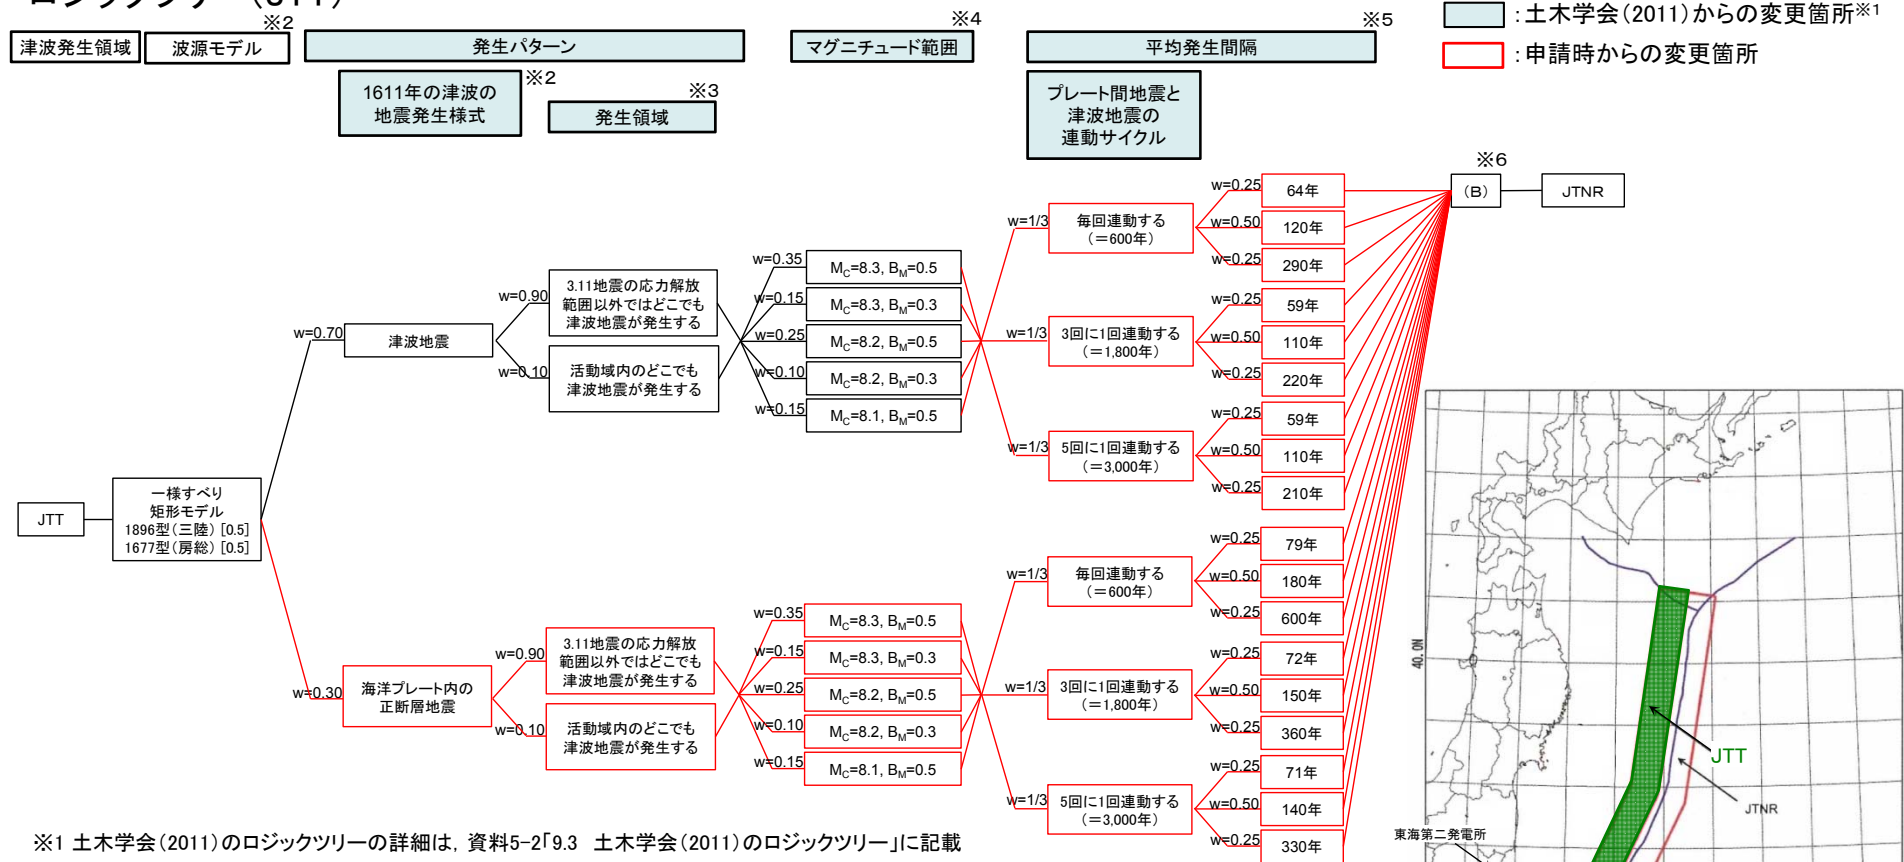 ロジックツリー(JTT)
:土木学会(2011)からの変更箇所※1
:申請時からの変更箇所
津波発生領域
波源モデル
※2
発生パターン
マグニチュード範囲
※4
平均発生間隔
※5
1611年の津波の
地震発生様式
※2
発生領域
※3
プレート間地震と
津波地震の
連動サイクル
JTT
一様すべり
矩形モデル
1896型(三陸) [0.5]
1677型(房総) [0.5]
w=0.70
津波地震
w=0.90
3.11地震の応力解放
範囲以外ではどこでも
津波地震が発生する
w=0.10
活動域内のどこでも
津波地震が発生する
w=0.35
MC=8.3, BM=0.5
w=0.15
MC=8.3, BM=0.3
w=0.25
MC=8.2, BM=0.5
w=0.10
MC=8.2, BM=0.3
w=0.15
MC=8.1, BM=0.5
w=1/3
毎回連動する
(=600年)
w=0.25
64年
w=0.50
120年
w=0.25
290年
w=1/3
3回に1回連動する
(=1,800年)
w=0.25
59年
w=0.50
110年
w=0.25
220年
w=1/3
5回に1回連動する
(=3,000年)
w=0.25
59年
w=0.50
110年
w=0.25
210年
※6
(B)
JTNR
w=0.30
海洋プレート内の
正断層地震
w=0.90
3.11地震の応力解放
範囲以外ではどこでも
津波地震が発生する
w=0.10
活動域内のどこでも
津波地震が発生する
w=0.35
MC=8.3, BM=0.5
w=0.15
MC=8.3, BM=0.3
w=0.25
MC=8.2, BM=0.5
w=0.10
MC=8.2, BM=0.3
w=0.15
MC=8.1, BM=0.5
w=1/3
毎回連動する
(=600年)
w=0.25
79年
w=0.50
180年
w=0.25
600年
w=1/3
3回に1回連動する
(=1,800年)
w=0.25
72年
w=0.50
150年
w=0.25
360年
w=1/3
5回に1回連動する
(=3,000年)
w=0.25
71年
w=0.50
140年
w=0.25
330年
40.0N
JTT
JTNR
東海第二発電所
※1 土木学会(2011)のロジックツリーの詳細は, 資料5-2「9.3 土木学会(2011)のロジックツリー」に記載